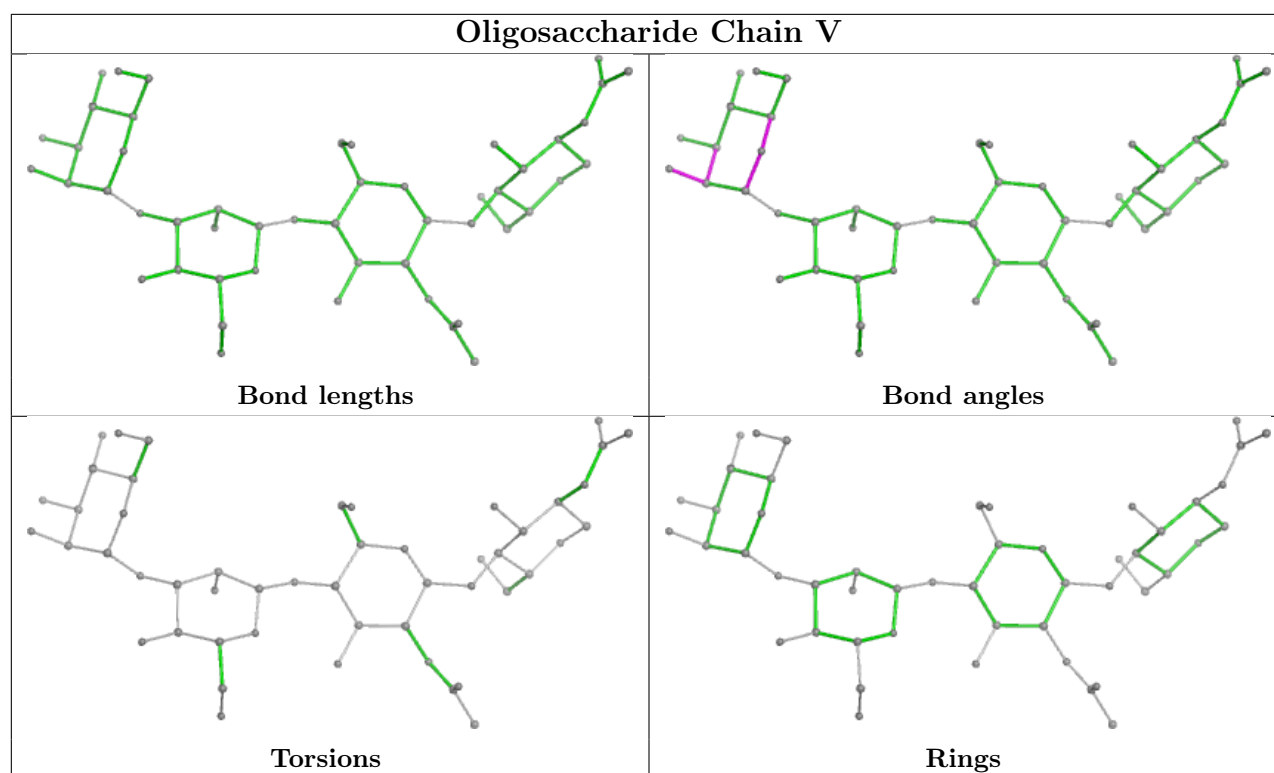 Oligosaccharide Chain V
Bond lengths
Bond angles
Torsions
Rings